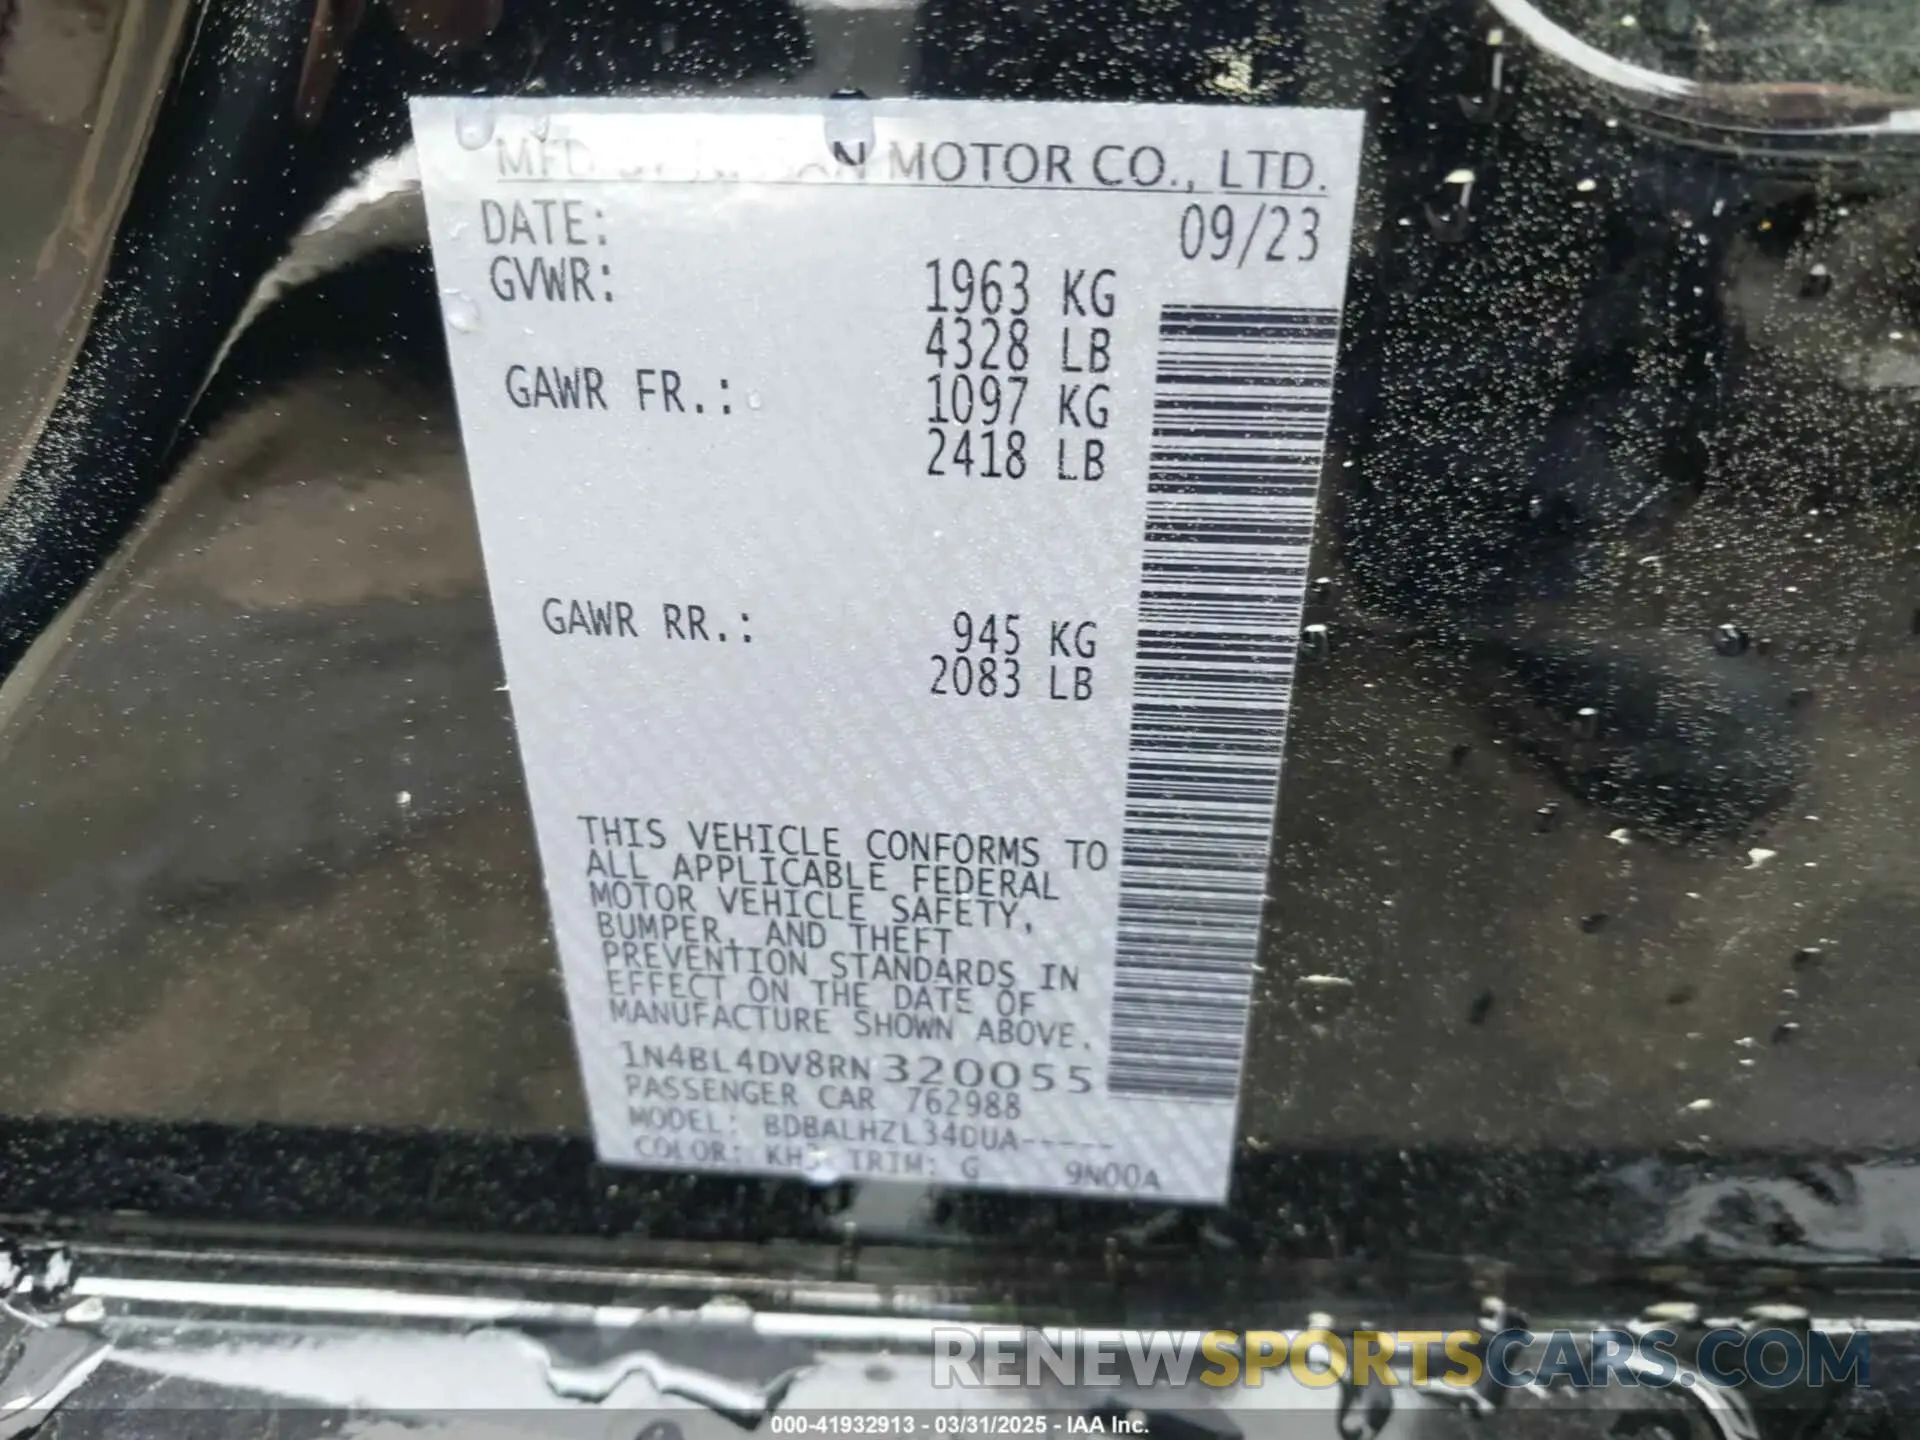 MFD BY NISSAN MOTOR CO., LTD.
DATE: 09/23
GVWR: 1963 KG
4328 LB
GAWR FR.: 1097 KG
2418 LB
GAWR RR.: 945 KG
2083 LB
THIS VEHICLE CONFORMS TO
ALL APPLICABLE FEDERAL
MOTOR VEHICLE SAFETY,
BUMPER, AND THEFT
PREVENTION STANDARDS IN
EFFECT ON THE DATE OF
MANUFACTURE SHOWN ABOVE.
1N4BL4DV8RN320055
PASSENGER CAR 762988
MODEL: BDBALHZL34DUA-----
COLOR: TRIM: G 9N00A
RENEWSPORTSCARS.COM
000-41932913 - 03/31/2025 - IAA Inc.